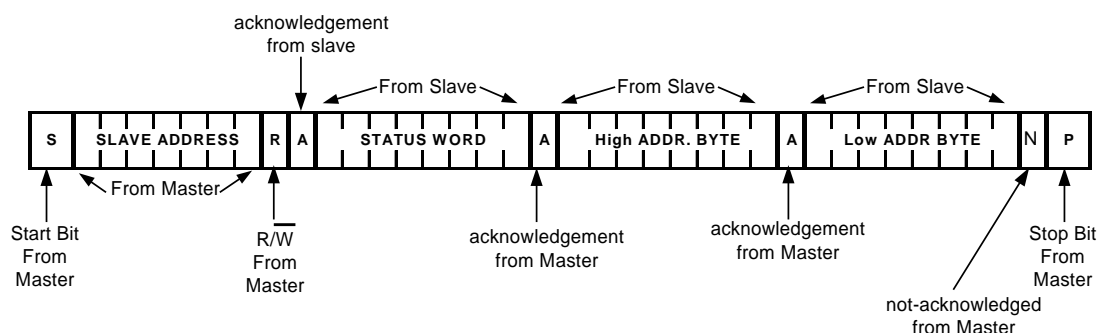 acknowledgement
from slave
From Slave
From Slave
From Slave
S
SLAVE ADDRESS
R
A
STATUS WORD
A
High ADDR. BYTE
A
Low ADDR BYTE
N
P
From Master
Start Bit
From
Master
R/W̅
From
Master
acknowledgement
from Master
acknowledgement
from Master
not-acknowledged
from Master
Stop Bit
From
Master